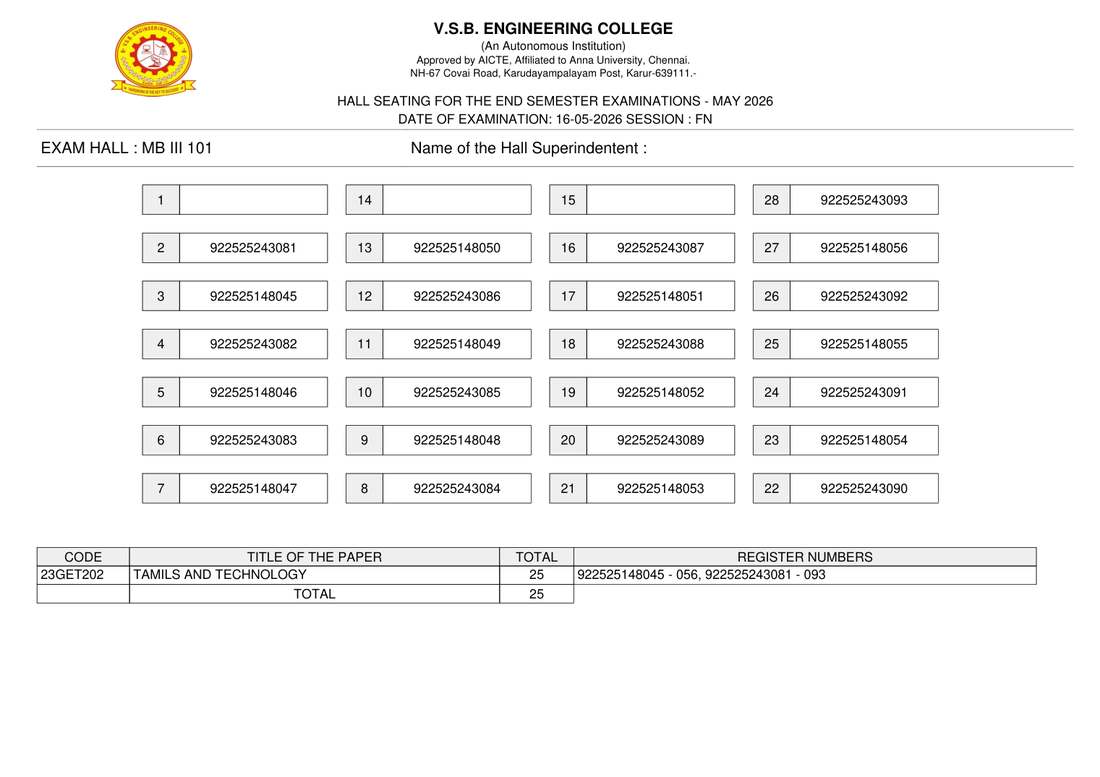 V.S.B. ENGINEERING COLLEGE
(An Autonomous Institution)
Approved by AICTE, Affiliated to Anna University, Chennai.
NH-67 Covai Road, Karudayampalayam Post, Karur-639111.-
HALL SEATING FOR THE END SEMESTER EXAMINATIONS - MAY 2026
DATE OF EXAMINATION: 16-05-2026 SESSION : FN
EXAM HALL : MB III 101 Name of the Hall Superindentent :
1 14 15 28 922525243093
2 922525243081 13 922525148050 16 922525243087 27 922525148056
3 922525148045 12 922525243086 17 922525148051 26 922525243092
4 922525243082 11 922525148049 18 922525243088 25 922525148055
5 922525148046 10 922525243085 19 922525148052 24 922525243091
6 922525243083 9 922525148048 20 922525243089 23 922525148054
7 922525148047 8 922525243084 21 922525148053 22 922525243090
CODE TITLE OF THE PAPER TOTAL REGISTER NUMBERS
23GET202 TAMILS AND TECHNOLOGY 25 922525148045 - 056, 922525243081 - 093
TOTAL 25